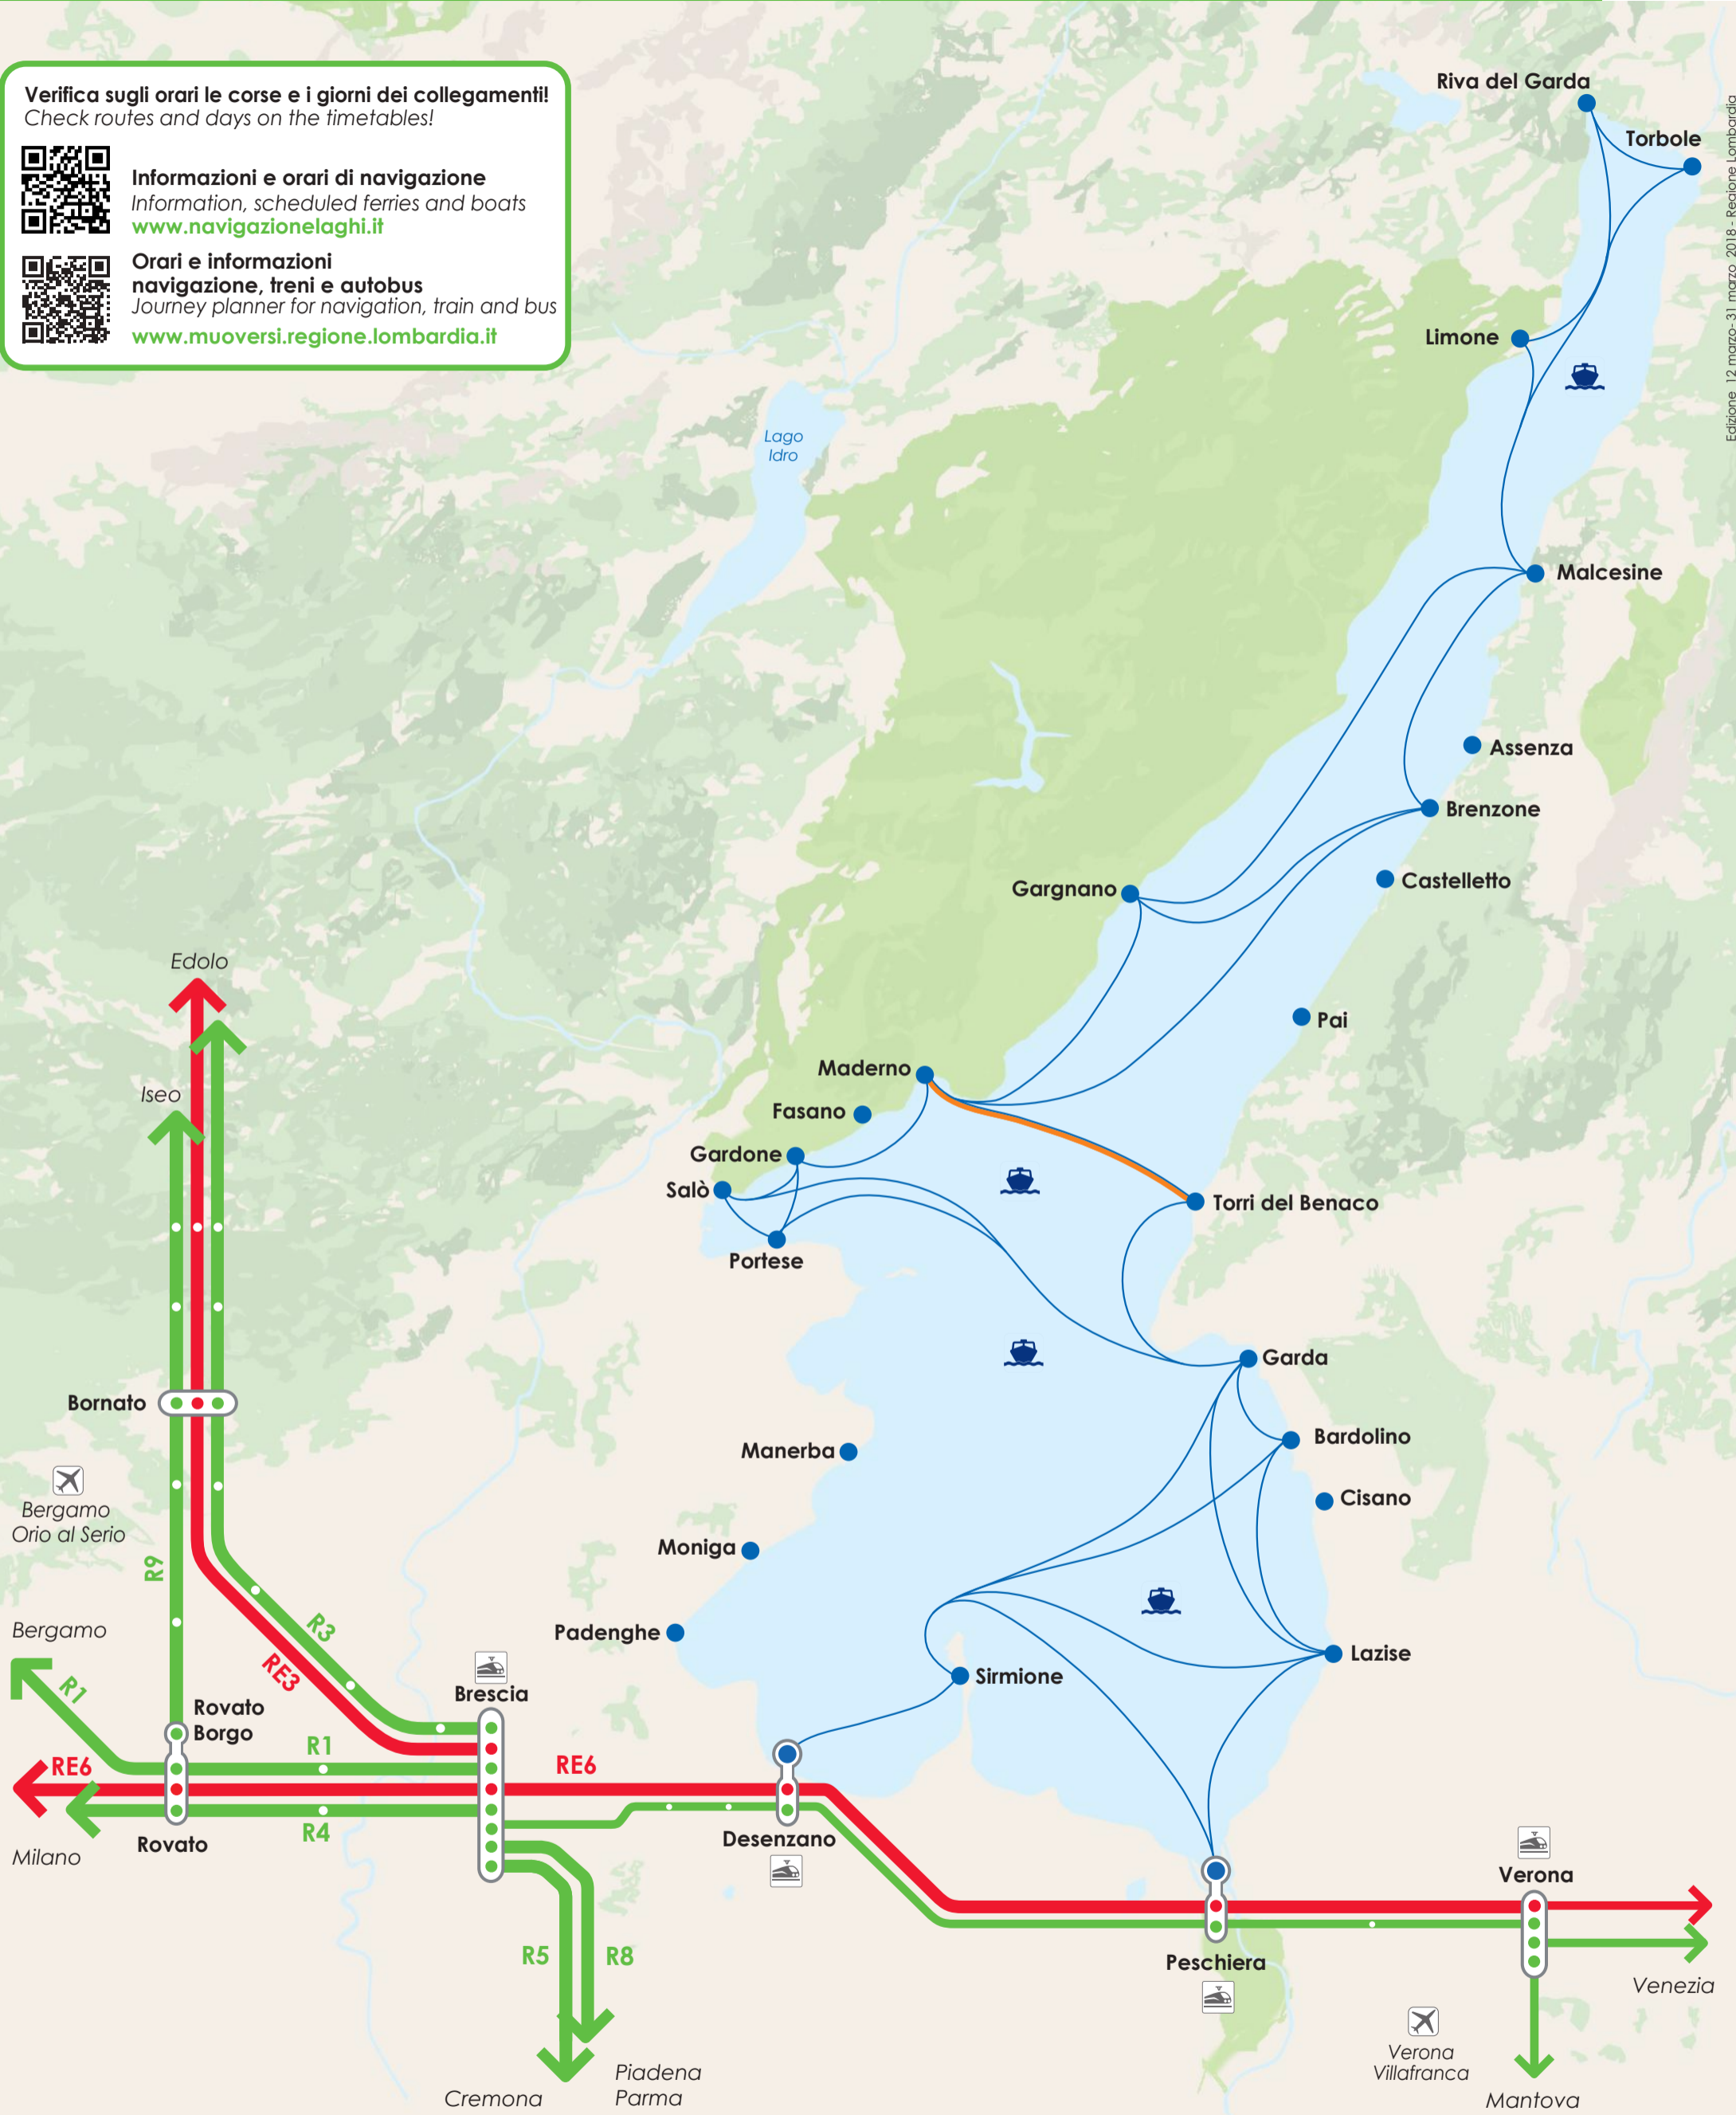 Verifica sugli orari le corse e i giorni dei collegamenti!
Check routes and days on the timetables!
Informazioni e orari di navigazione
Information, scheduled ferries and boats
www.navigazionelaghi.it
Orari e informazioni
navigazione, treni e autobus
Journey planner for navigation, train and bus
www.muoversi.regione.lombardia.it
Edizione 12 marzo- 31 marzo 2018 - Regione Lombardia
Riva del Garda
Torbole
Limone
Lago
Idro
Malcesine
Assenza
Brenzone
Castelletto
Gargnano
Pai
Maderno
Fasano
Gardone
Salò
Portese
Torri del Benaco
Garda
Bardolino
Cisano
Manerba
Moniga
Padenghe
Lazise
Sirmione
Edolo
Iseo
Bornato
Bergamo
Orio al Serio
R9
R3
RE3
Bergamo
R1
Rovato
Borgo
Brescia
R1
RE6
RE6
R4
Milano
Rovato
Desenzano
R5
R8
Peschiera
Verona
Venezia
Verona
Villafranca
Mantova
Cremona
Piadena
Parma